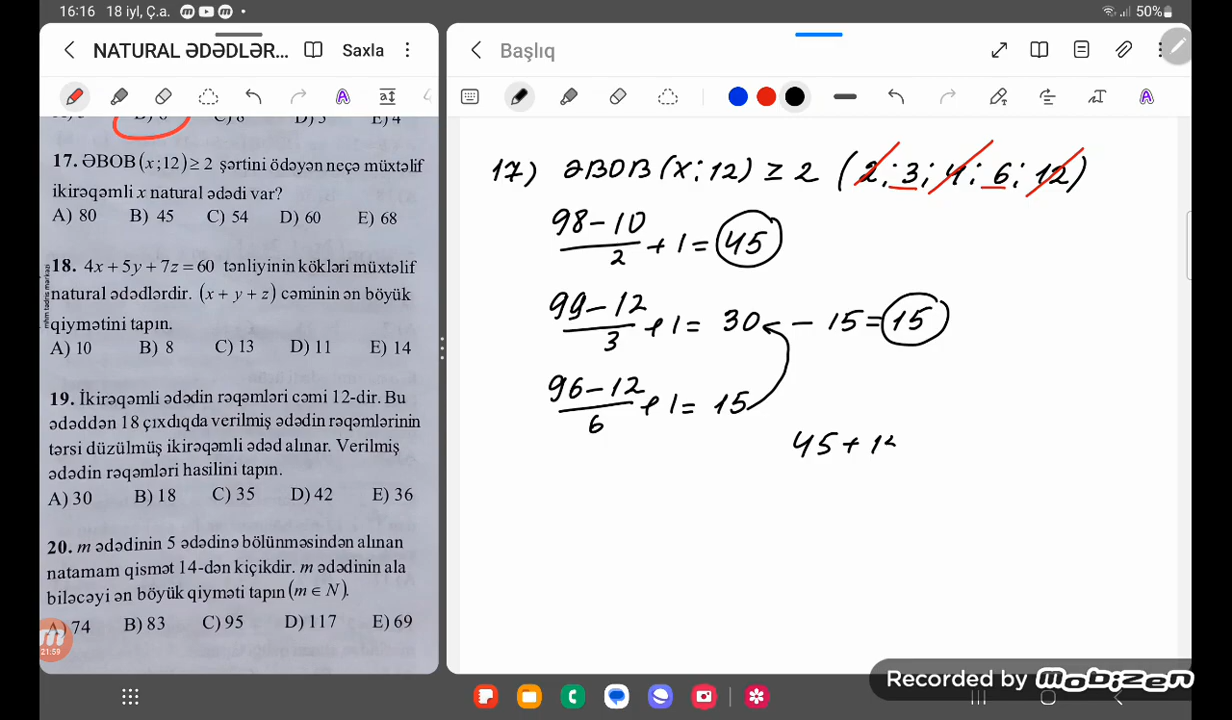 16:16 18 iyl, Ç.a. 50%
NATURAL ƏDƏDLƏR... Saxla
Başlıq
17. ƏBOB(x;12) ≥ 2 şərtini ödəyən neçə müxtəlif
ikirəqəmli x natural ədədi var?
A) 80 B) 45 C) 54 D) 60 E) 68
18. 4x + 5y + 7z = 60 tənliyinin kökləri müxtəlif
natural ədədlərdir. (x + y + z) cəminin ən böyük
qiymətini tapın.
A) 10 B) 8 C) 13 D) 11 E) 14
19. İkirəqəmli ədədin rəqəmləri cəmi 12-dir. Bu
ədəddən 18 çıxdıqda verilmiş ədədin rəqəmlərinin
tərsi düzülmüş ikirəqəmli ədəd alınar. Verilmiş
ədədin rəqəmləri hasilini tapın.
A) 30 B) 18 C) 35 D) 42 E) 36
20. m ədədinin 5 ədədinə bölünməsindən alınan
natamam qismət 14-dən kiçikdir. m ədədinin ala
biləcəyi ən böyük qiyməti tapın (m ∈ N).
A) 74 B) 83 C) 95 D) 117 E) 69
21:59
17) ƏBOB(x; 12) ≥ 2 (2; 3; 4; 6; 12)
98 − 10
2
+ 1 = 45
99 − 12
3
+ 1 = 30 − 15 = 15
96 − 12
6
+ 1 = 15
45 + 1
Recorded by mobizen